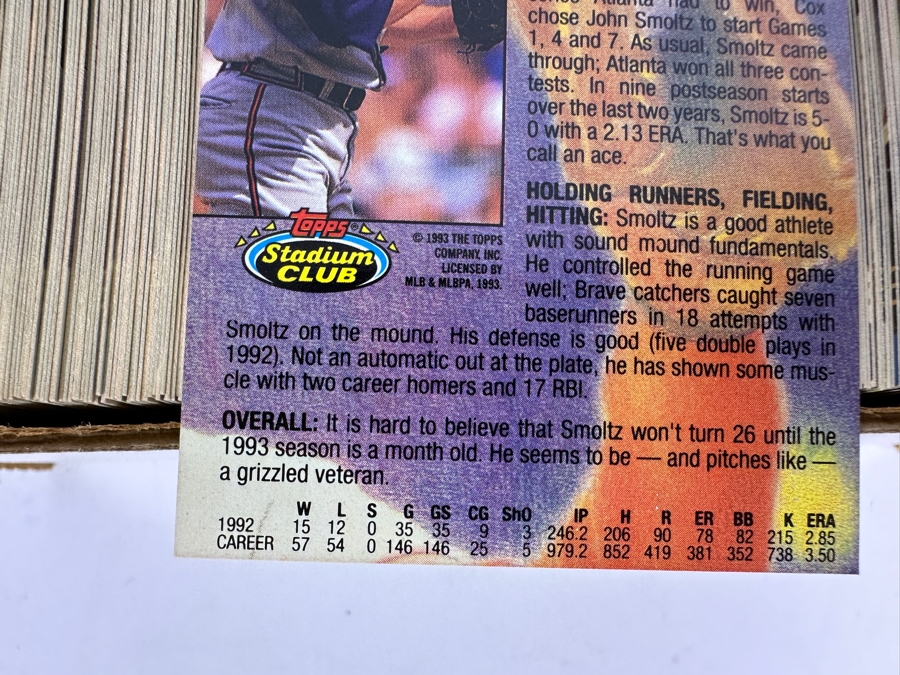 Atlanta had to win, Cox
chose John Smoltz to start Games
1, 4 and 7. As usual, Smoltz came
through; Atlanta won all three con-
tests. In nine postseason starts
over the last two years, Smoltz is 5-
0 with a 2.13 ERA. That's what you
call an ace.
HOLDING RUNNERS, FIELDING,
HITTING: Smoltz is a good athlete
with sound mound fundamentals.
He controlled the running game
well; Brave catchers caught seven
baserunners in 18 attempts with
Smoltz on the mound. His defense is good (five double plays in
1992). Not an automatic out at the plate, he has shown some mus-
cle with two career homers and 17 RBI.
OVERALL: It is hard to believe that Smoltz won't turn 26 until the
1993 season is a month old. He seems to be — and pitches like —
a grizzled veteran.
topps®
Stadium
CLUB
© 1993 THE TOPPS
COMPANY, INC.
LICENSED BY
MLB & MLBPA, 1993.
W L S G GS CG ShO IP H R ER BB K ERA
1992 15 12 0 35 35 9 3 246.2 206 90 78 82 215 2.85
CAREER 57 54 0 146 146 25 5 979.2 852 419 381 352 738 3.50